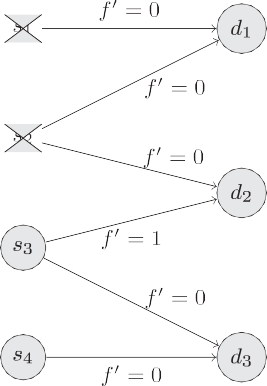 f′ = 0
d₁
f′ = 0
f′ = 0
d₂
s₃
f′ = 1
f′ = 0
s₄
d₃
f′ = 0